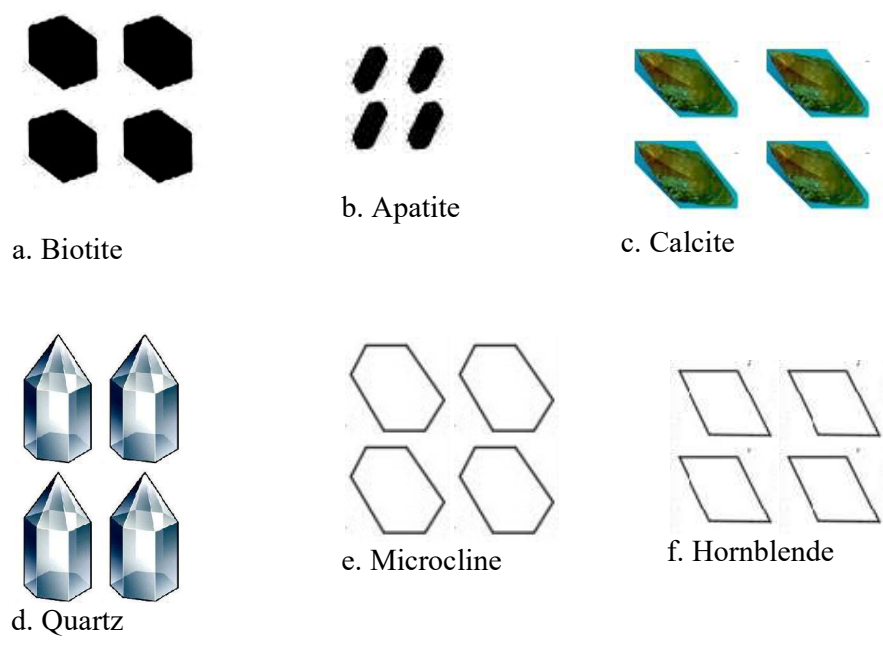 a. Biotite
b. Apatite
c. Calcite
d. Quartz
e. Microcline
f. Hornblende